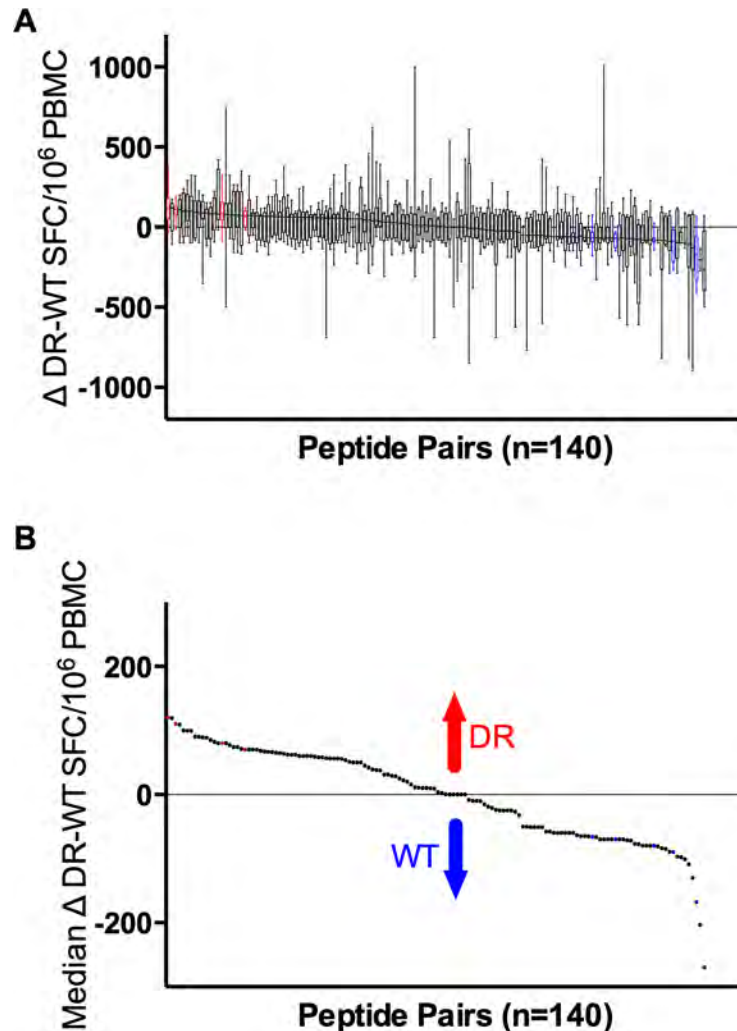 A
Δ DR-WT SFC/10⁶ PBMC
1000
500
0
-500
-1000
Peptide Pairs (n=140)
B
Median Δ DR-WT SFC/10⁶ PBMC
200
0
-200
DR
WT
Peptide Pairs (n=140)